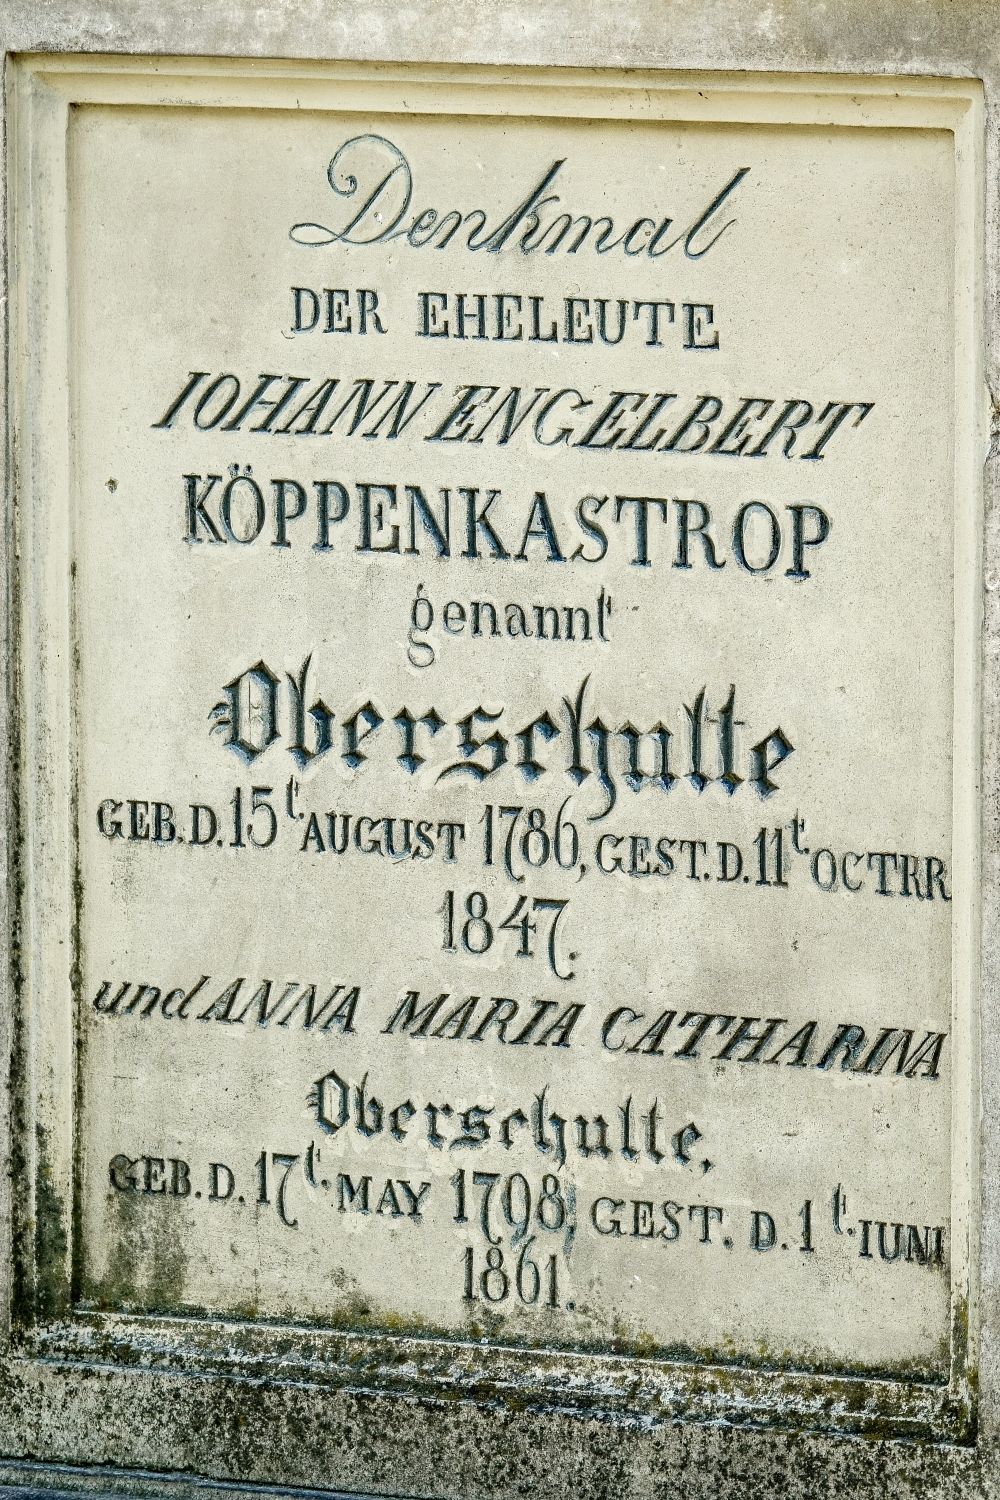 Denkmal
DER EHELEUTE
IOHANN ENGELBERT
KÖPPENKASTROP
genannt
Oberschulte
GEB. D. 15t. AUGUST 1786, GEST. D. 11t. OCTRR
1847.
und ANNA MARIA CATHARINA
Oberschulte,
GEB. D. 17t. MAY 1798, GEST. D. 1t. IUNI
1861.